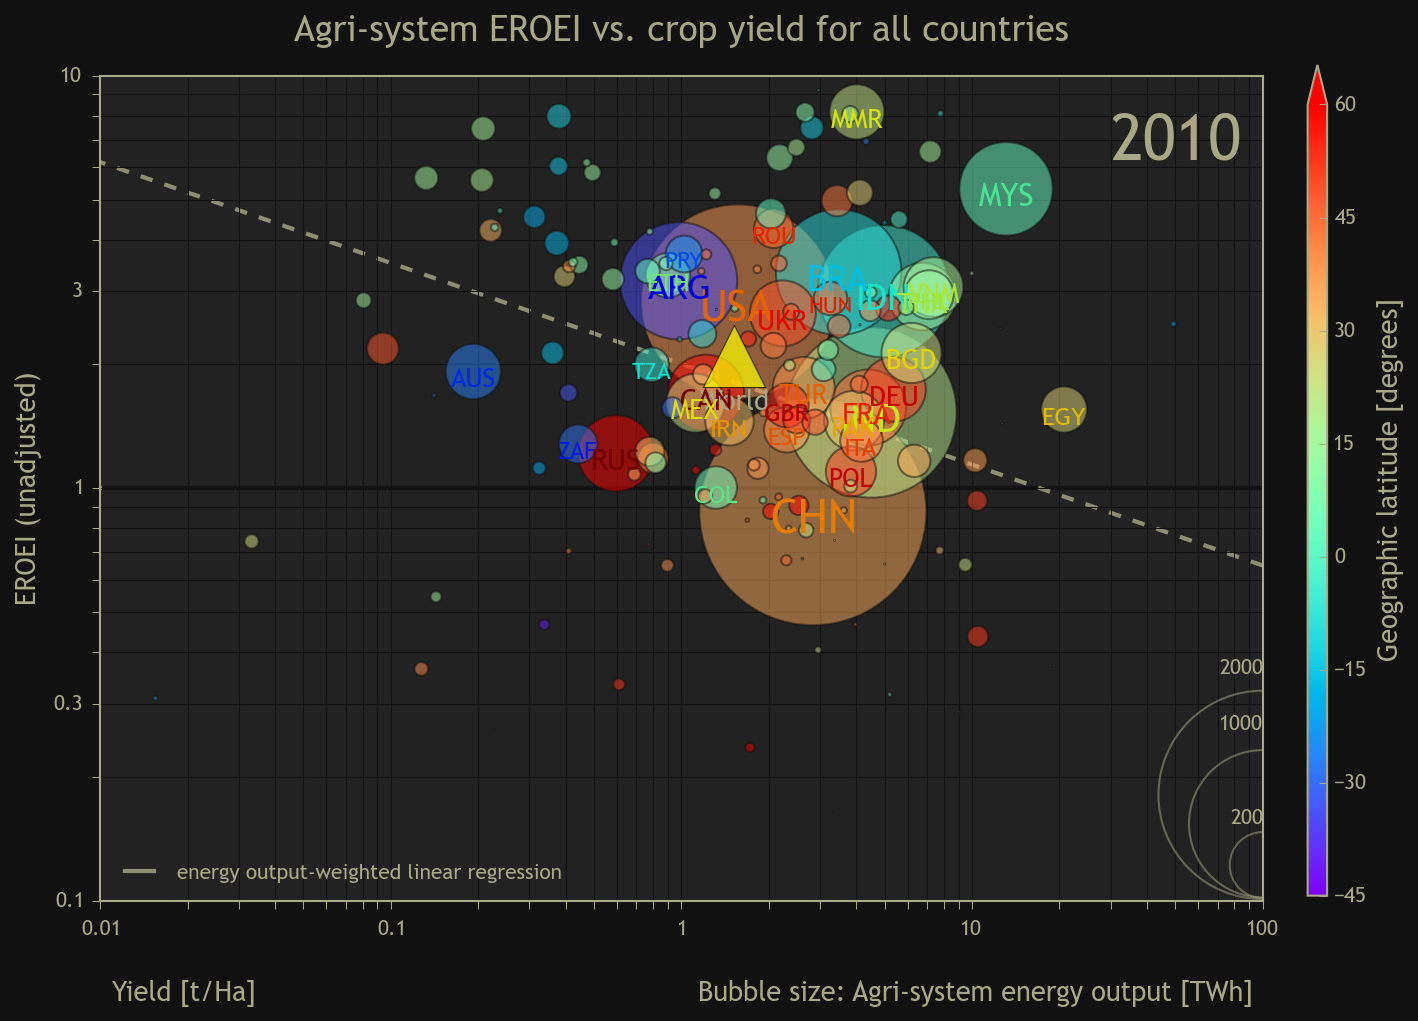 Agri-system EROEI vs. crop yield for all countries
2010
10
3
1
0.3
0.1
EROEI (unadjusted)
0.01
0.1
1
10
100
Yield [t/Ha]
Bubble size: Agri-system energy output [TWh]
MMR
MYS
ROU
PRY
ARG
BRA
USA
IDN
VNM
HUN
UKR
BGD
TZA
AUS
CAN
MEX
TUR
DEU
GBR
FRA
IND
EGY
IRN
ESP
ITA
ZAF
RUS
POL
COL
CHN
2000
1000
200
energy output-weighted linear regression
60
45
30
15
0
−15
−30
−45
Geographic latitude [degrees]